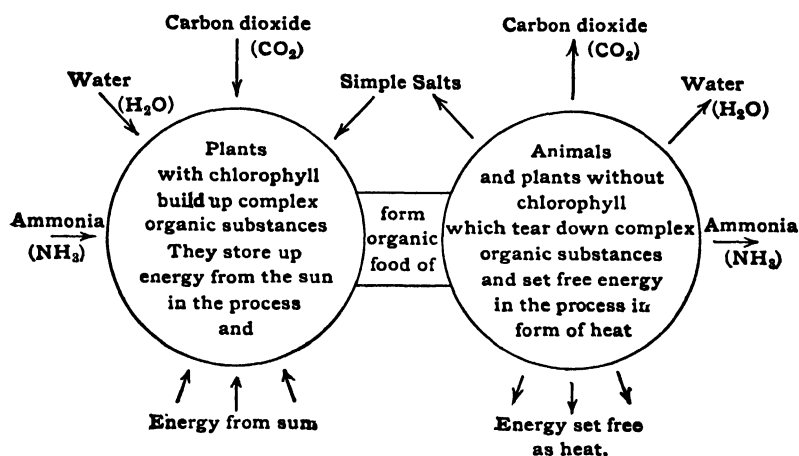 Carbon dioxide
(CO₂)
Water
(H₂O)
Simple Salts
Carbon dioxide
(CO₂)
Water
(H₂O)
Ammonia
(NH₃)
Plants
with chlorophyll
build up complex
organic substances
They store up
energy from the sun
in the process
and
form
organic
food of
Animals
and plants without
chlorophyll
which tear down complex
organic substances
and set free energy
in the process in
form of heat
Ammonia
(NH₃)
Energy from sum
Energy set free
as heat,